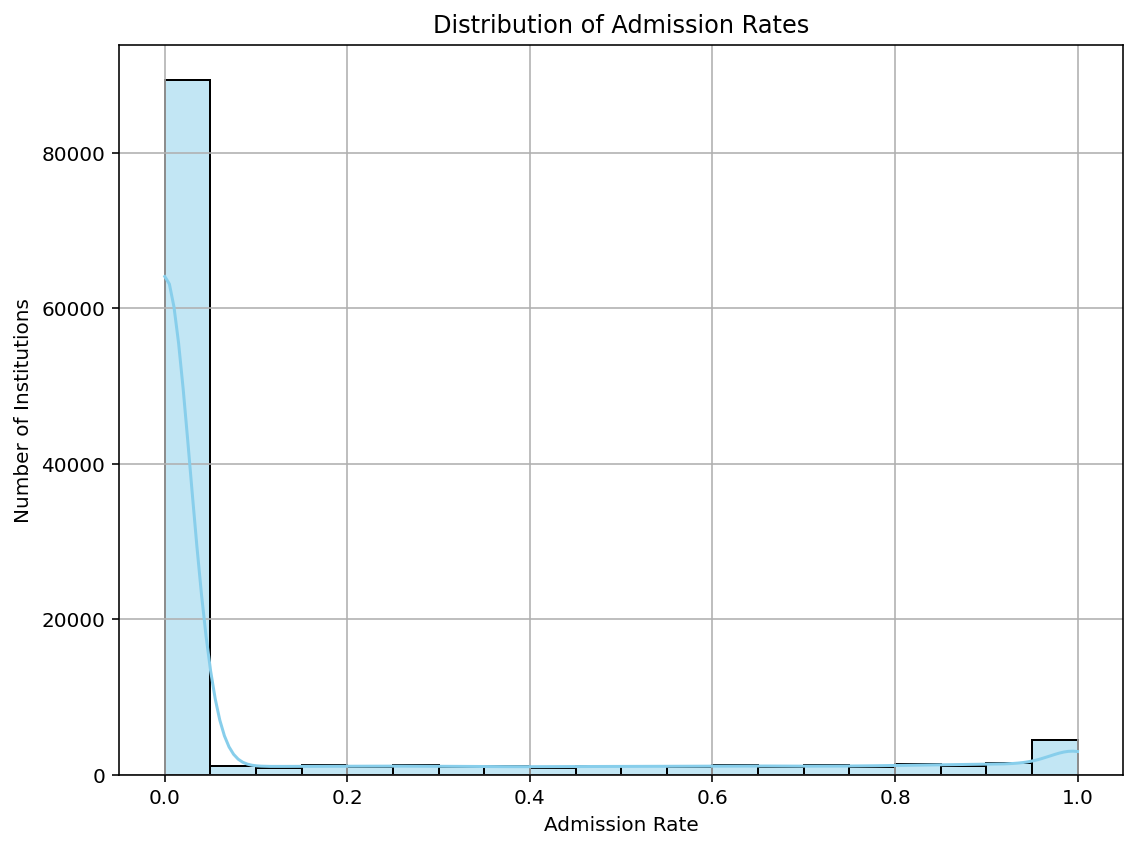 Distribution of Admission Rates
Number of Institutions
80000
60000
40000
20000
0
0.0 0.2 0.4 0.6 0.8 1.0
Admission Rate